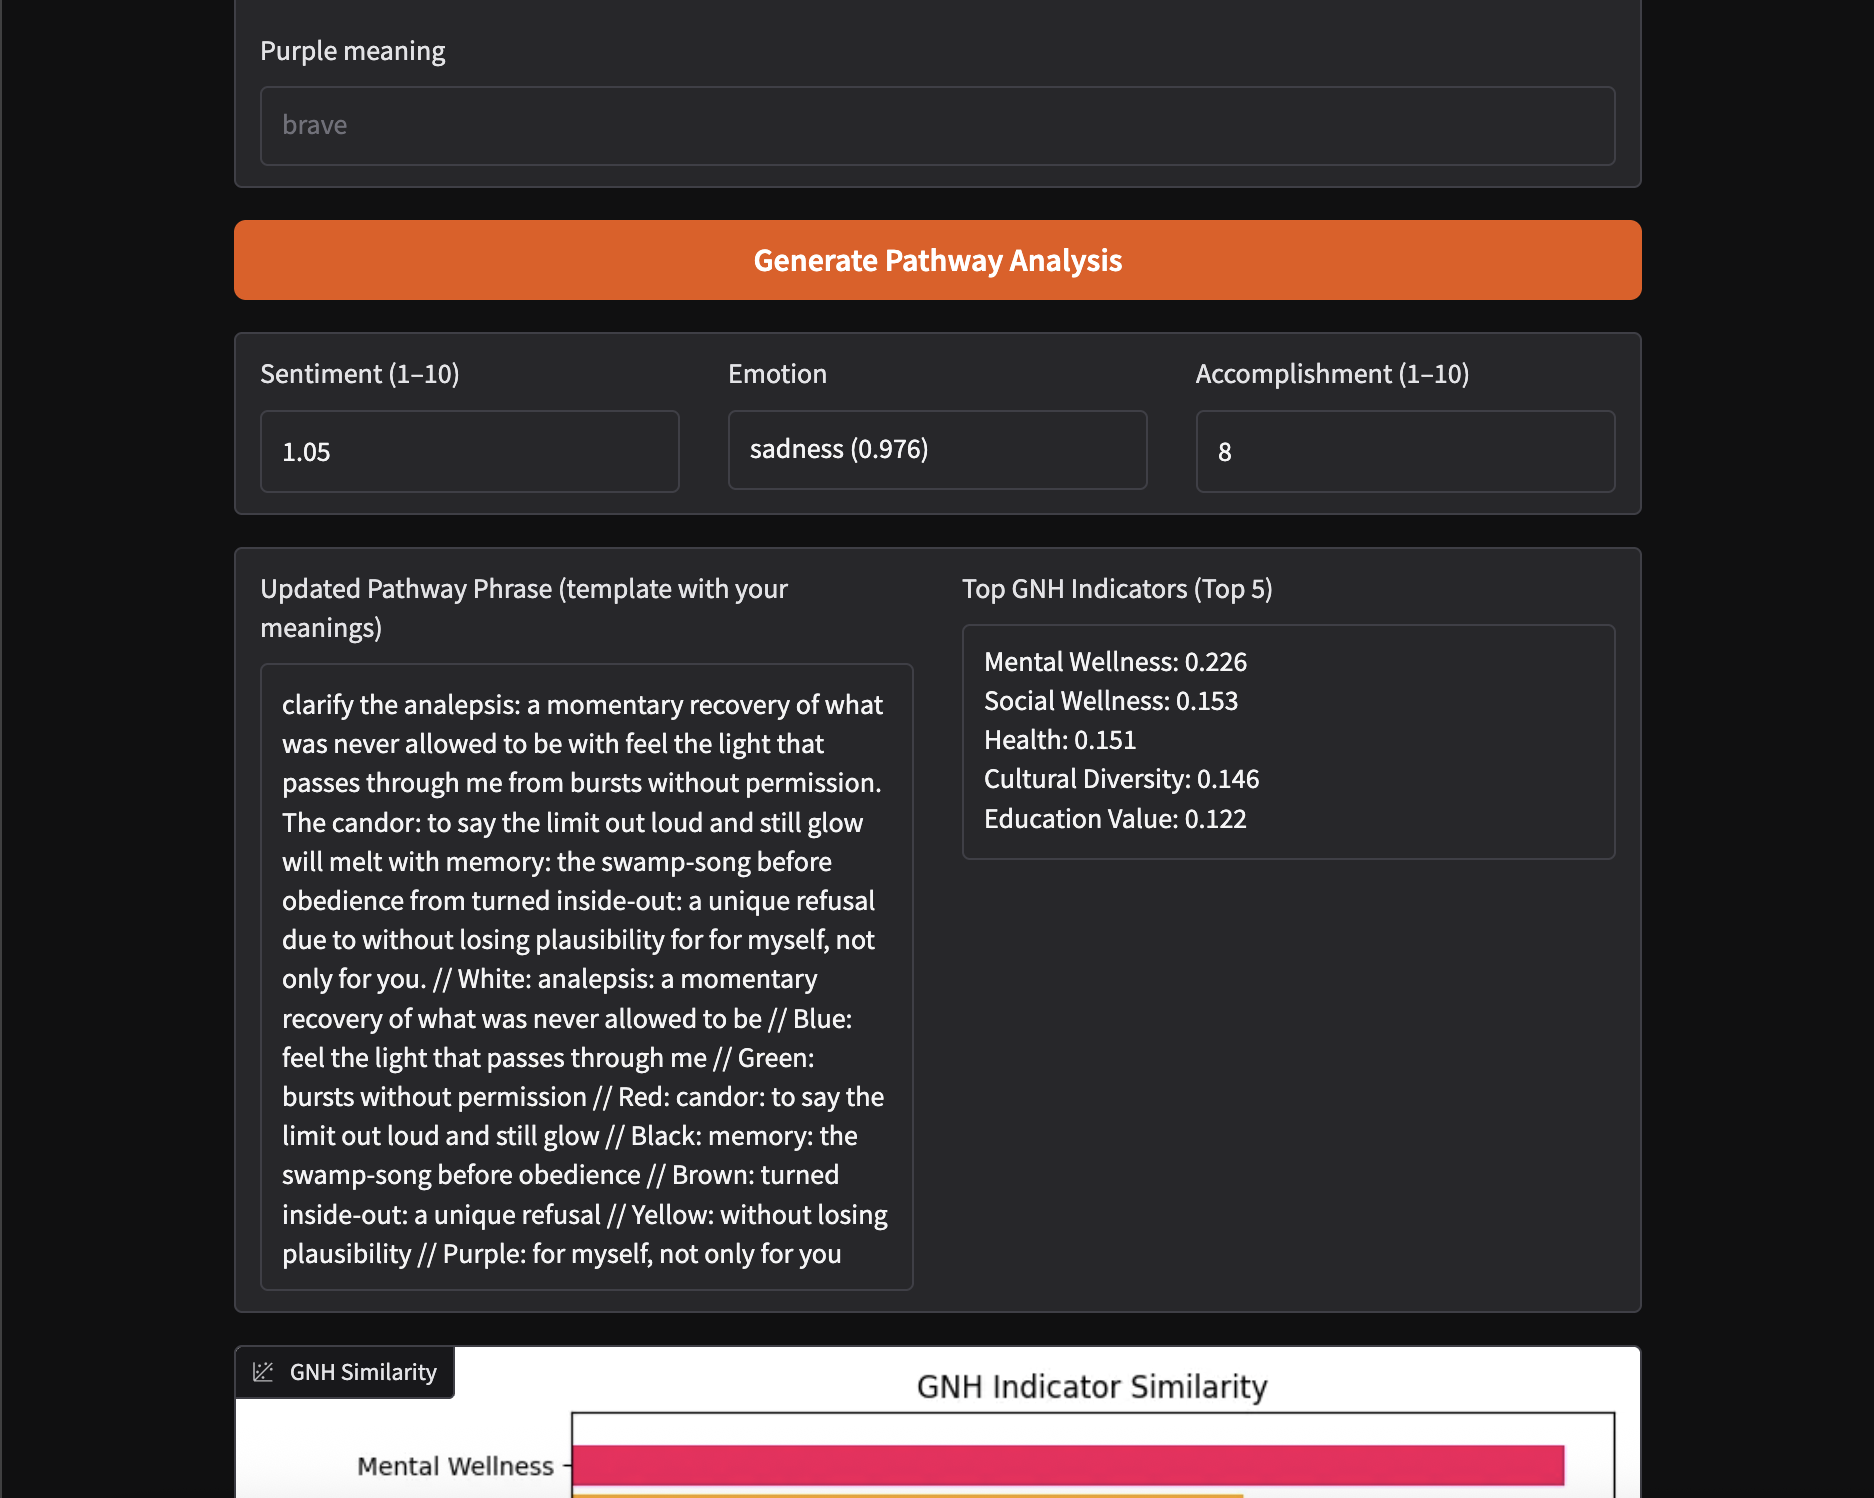 Purple meaning
brave
Generate Pathway Analysis
Sentiment (1–10)
Emotion
Accomplishment (1–10)
1.05
sadness (0.976)
8
Updated Pathway Phrase (template with your
meanings)
clarify the analepsis: a momentary recovery of what
was never allowed to be with feel the light that
passes through me from bursts without permission.
The candor: to say the limit out loud and still glow
will melt with memory: the swamp-song before
obedience from turned inside-out: a unique refusal
due to without losing plausibility for for myself, not
only for you. // White: analepsis: a momentary
recovery of what was never allowed to be // Blue:
feel the light that passes through me // Green:
bursts without permission // Red: candor: to say the
limit out loud and still glow // Black: memory: the
swamp-song before obedience // Brown: turned
inside-out: a unique refusal // Yellow: without losing
plausibility // Purple: for myself, not only for you
Top GNH Indicators (Top 5)
Mental Wellness: 0.226
Social Wellness: 0.153
Health: 0.151
Cultural Diversity: 0.146
Education Value: 0.122
GNH Similarity
GNH Indicator Similarity
Mental Wellness